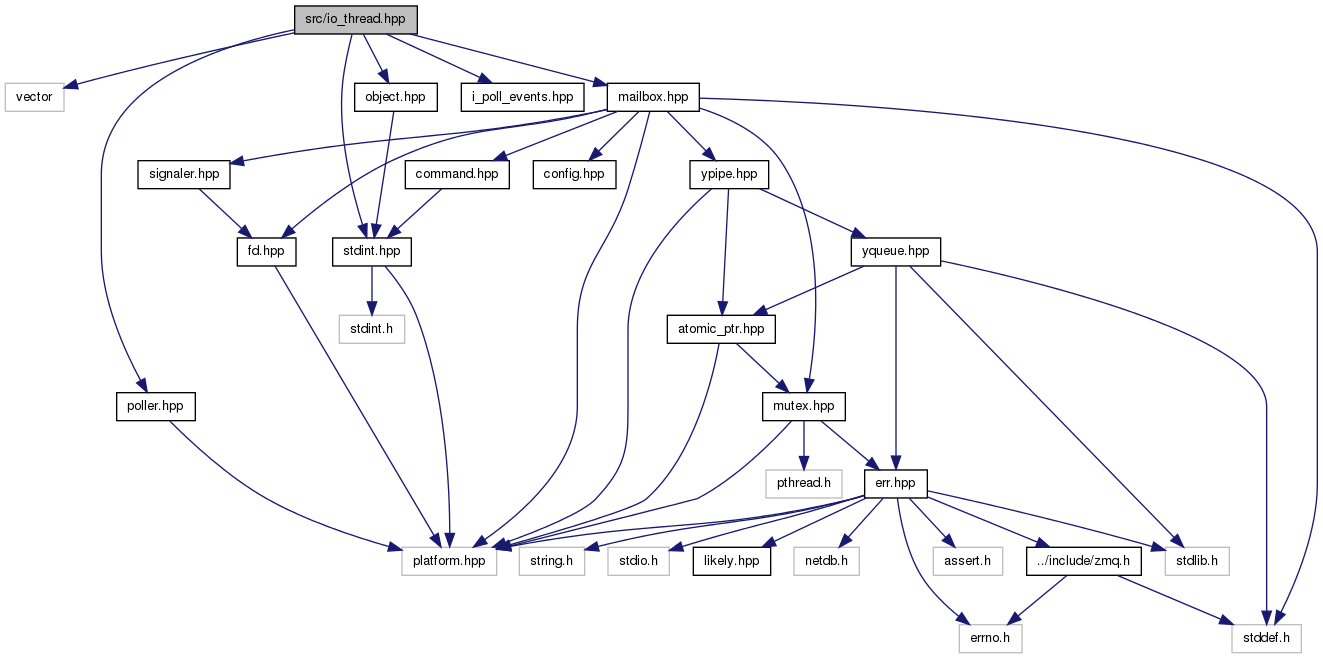 src/io_thread.hpp
vector
object.hpp
i_poll_events.hpp
mailbox.hpp
signaler.hpp
command.hpp
config.hpp
ypipe.hpp
fd.hpp
stdint.hpp
yqueue.hpp
stdint.h
atomic_ptr.hpp
poller.hpp
mutex.hpp
pthread.h
err.hpp
platform.hpp
string.h
stdio.h
likely.hpp
netdb.h
assert.h
../include/zmq.h
stdlib.h
errno.h
stddef.h